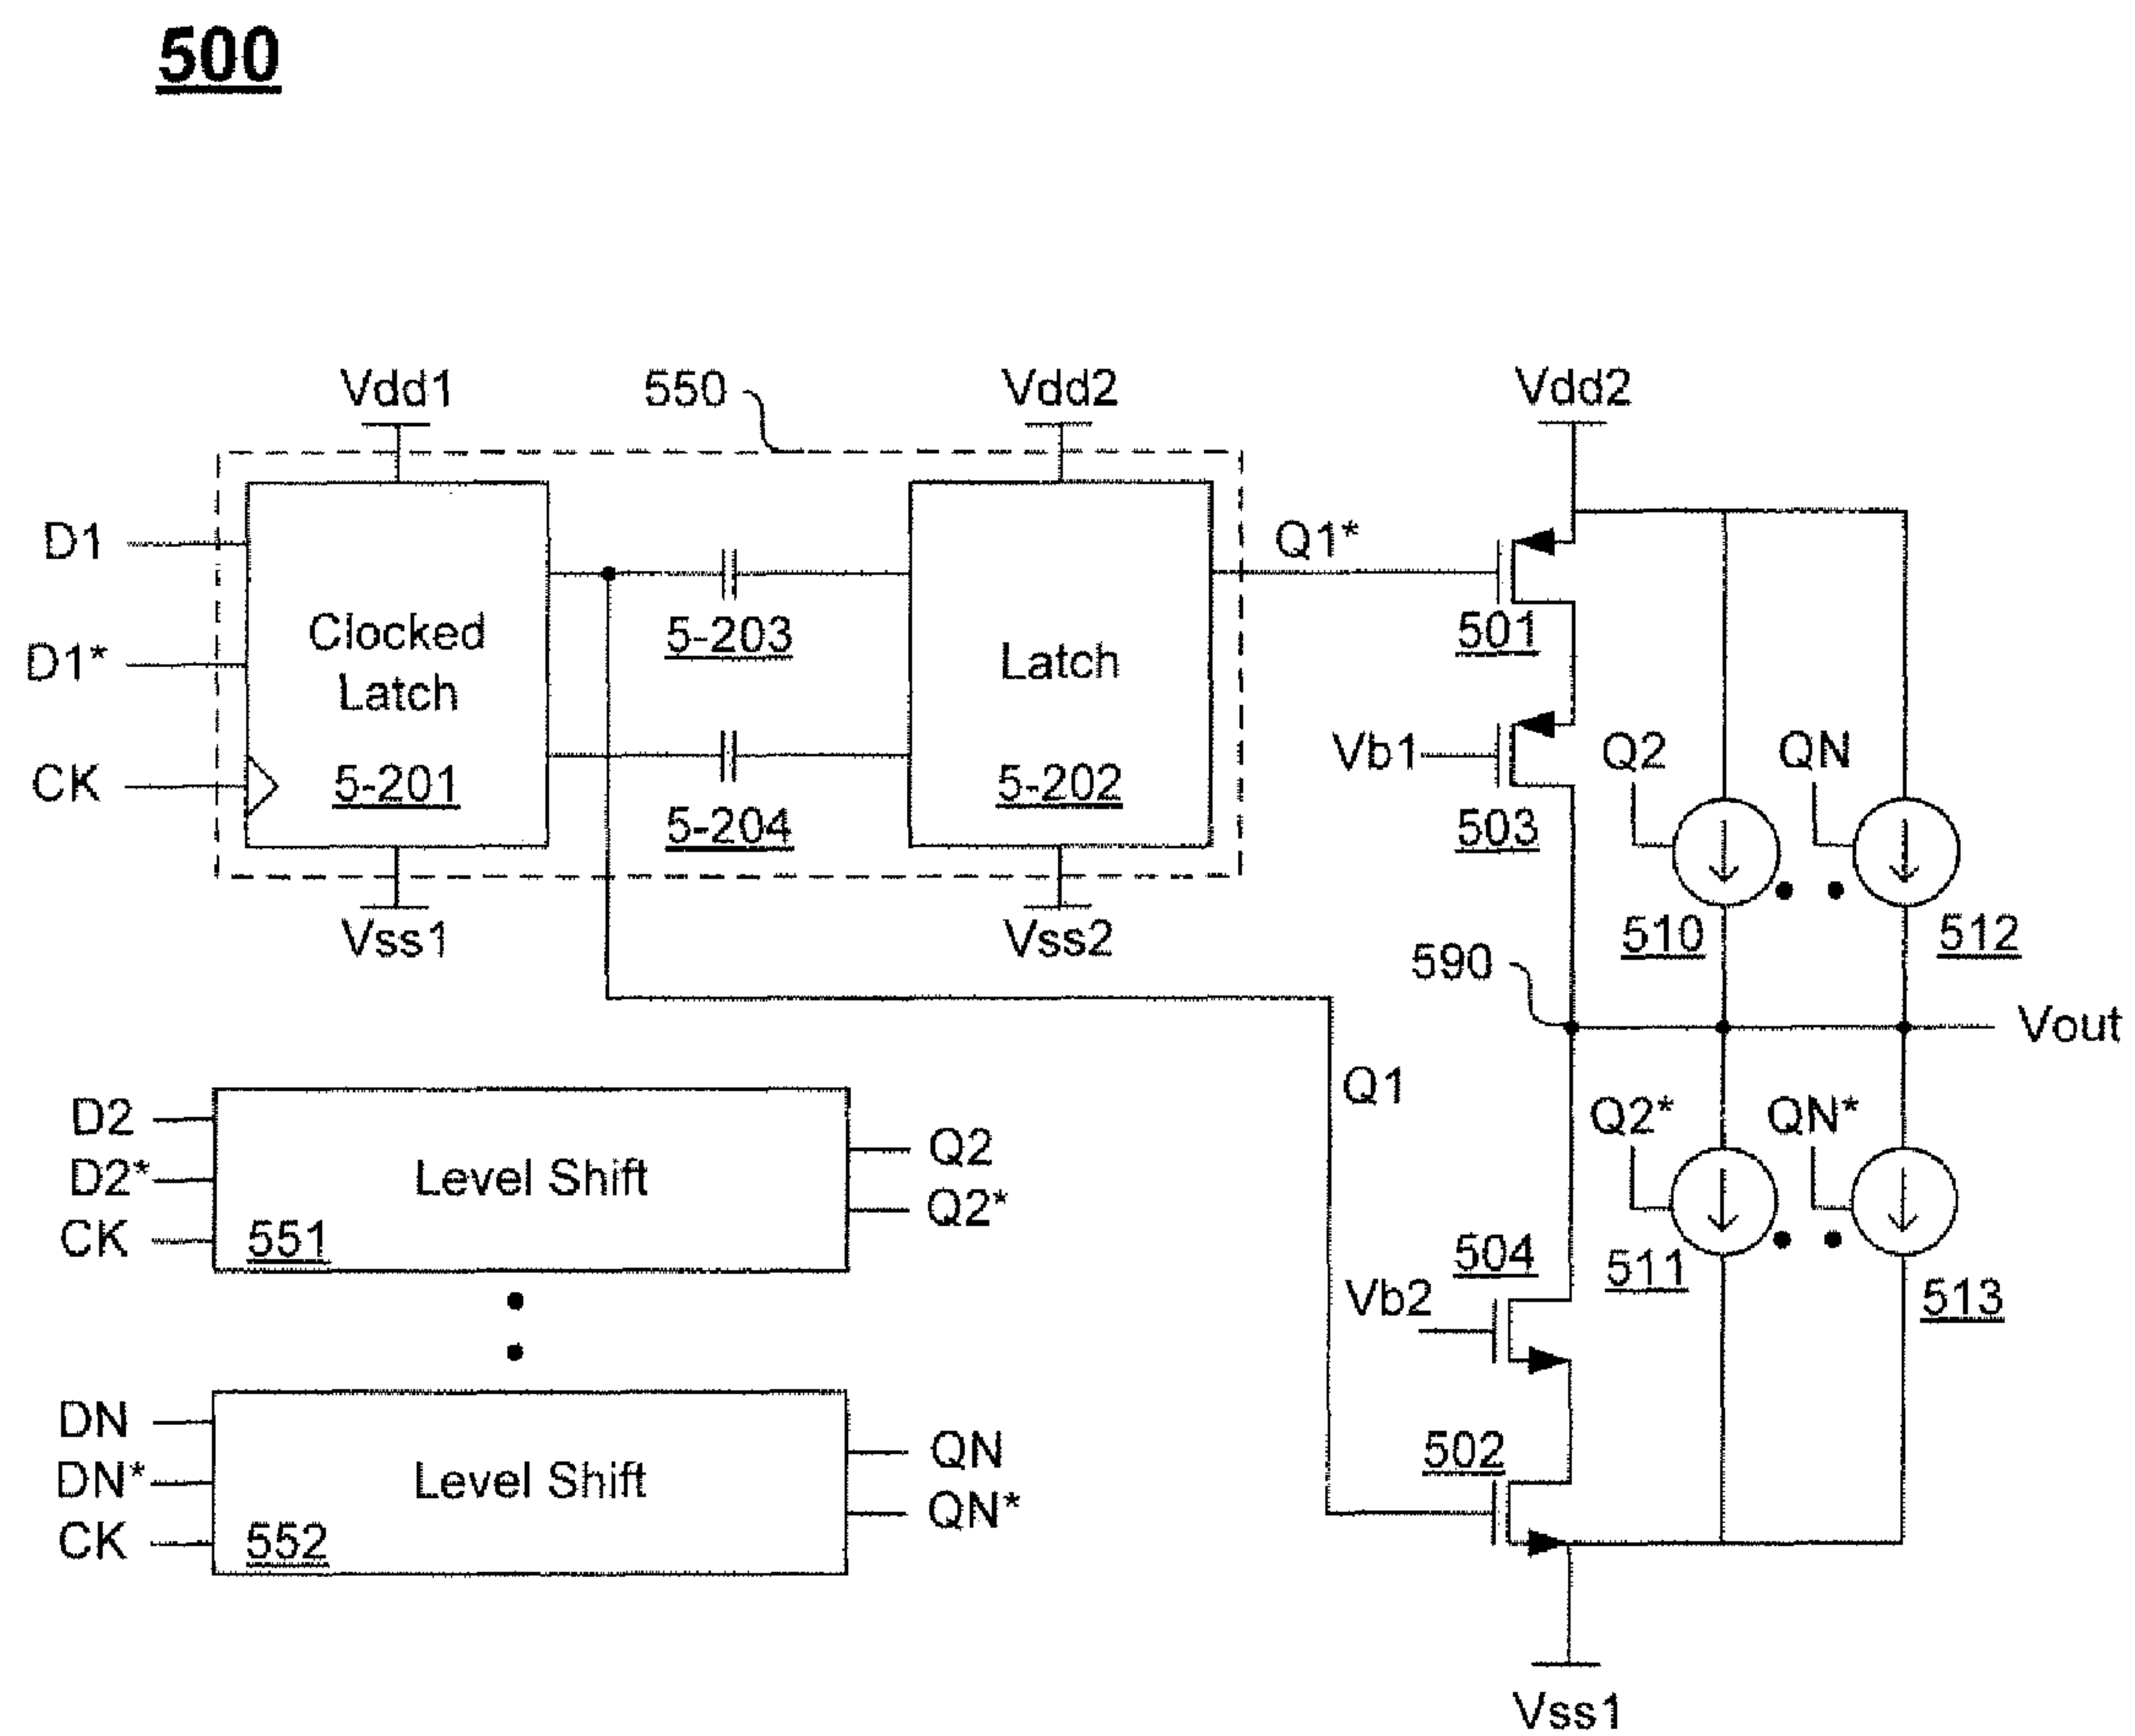 500
Vdd1
550
Vdd2
Vdd2
D1
D1*
CK
Clocked
Latch
5-201
5-203
5-204
Latch
5-202
Q1*
501
Vb1
503
Q2
QN
Vss1
Vss2
510
512
590
Vout
Q1
Q2*
QN*
D2
D2*
CK
Level Shift
551
Q2
Q2*
504
511
513
Vb2
DN
DN*
CK
Level Shift
552
QN
QN*
502
Vss1